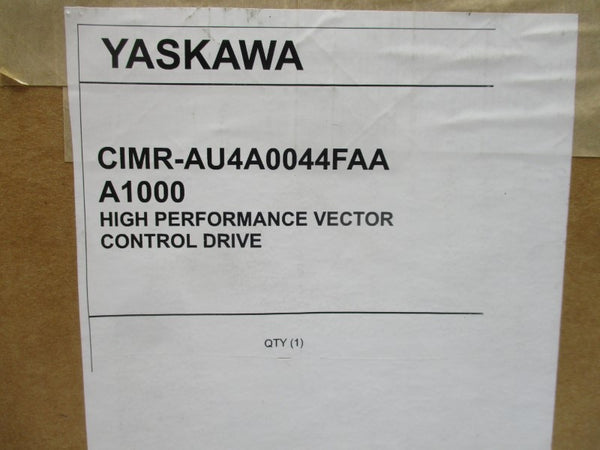 YASKAWA
CIMR-AU4A0044FAA
A1000
HIGH PERFORMANCE VECTOR
CONTROL DRIVE
QTY (1)